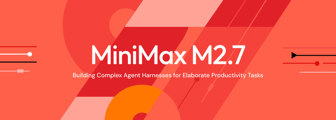 MiniMax M2.7
Building Complex Agent Harnesses for Elaborate Productivity Tasks